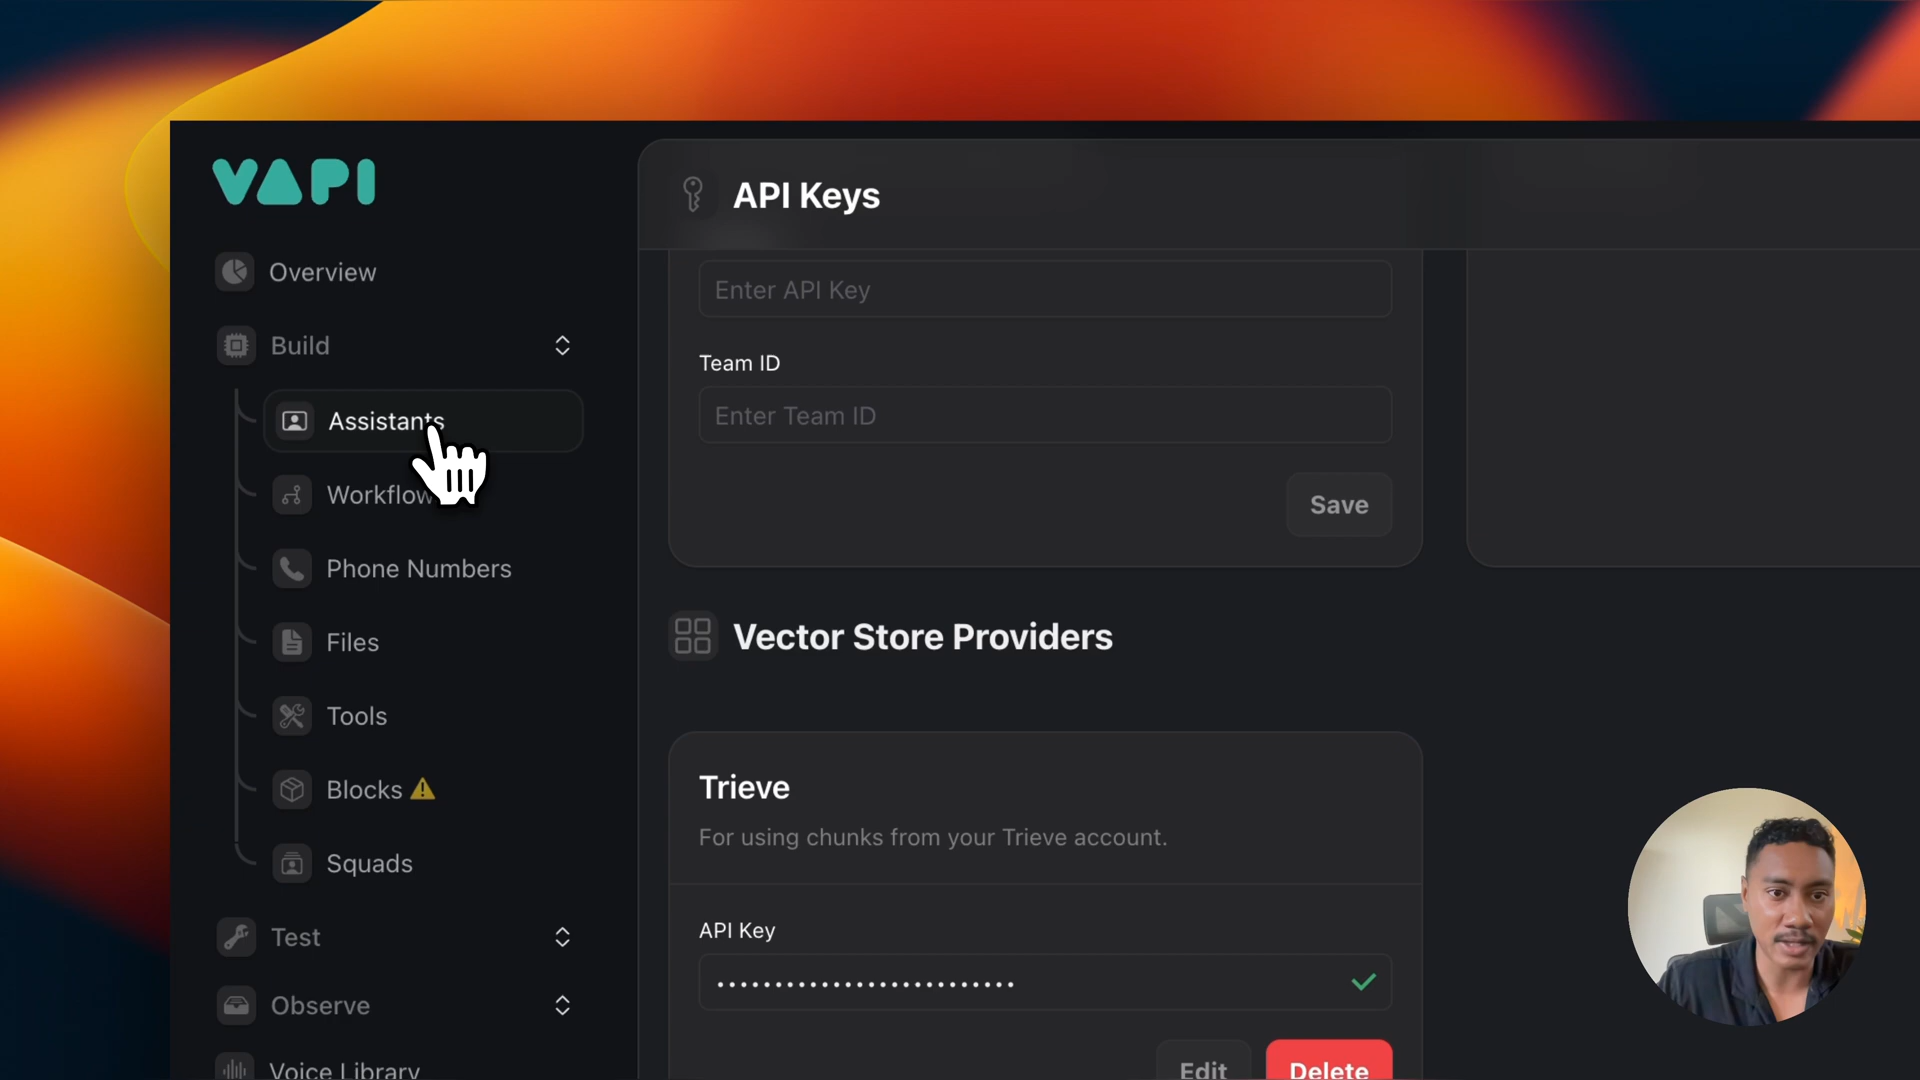 VAPI
Overview
Build
Assistants
Workflow
Phone Numbers
Files
Tools
Blocks
Squads
Test
Observe
Voice Library
API Keys
Enter API Key
Team ID
Enter Team ID
Save
Vector Store Providers
Trieve
For using chunks from your Trieve account.
API Key
••••••••••••••••••••••••••
Edit
Delete